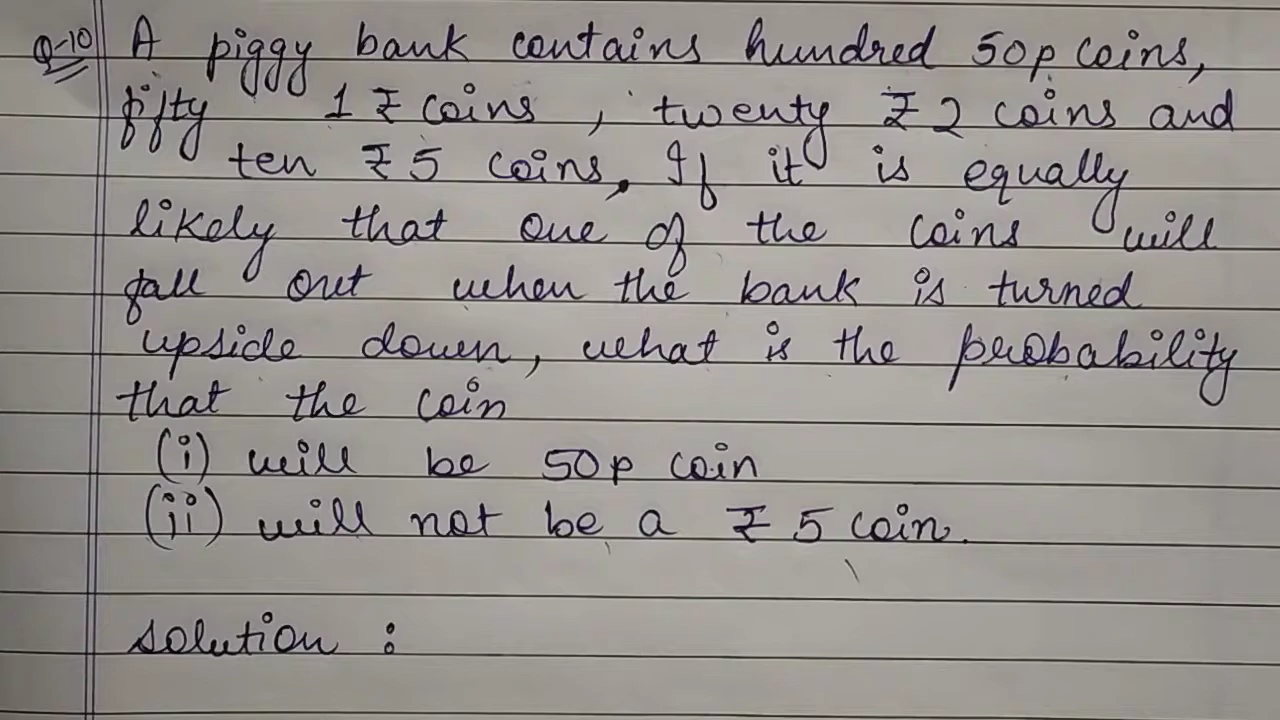 Q-10 A piggy bank contains hundred 50p coins,
fifty 1 ₹ coins, twenty ₹ 2 coins and
ten ₹ 5 coins. If it is equally
likely that one of the coins will
fall out when the bank is turned
upside down, what is the probability
that the coin
(i) will be 50p coin
(ii) will not be a ₹ 5 coin.
solution :